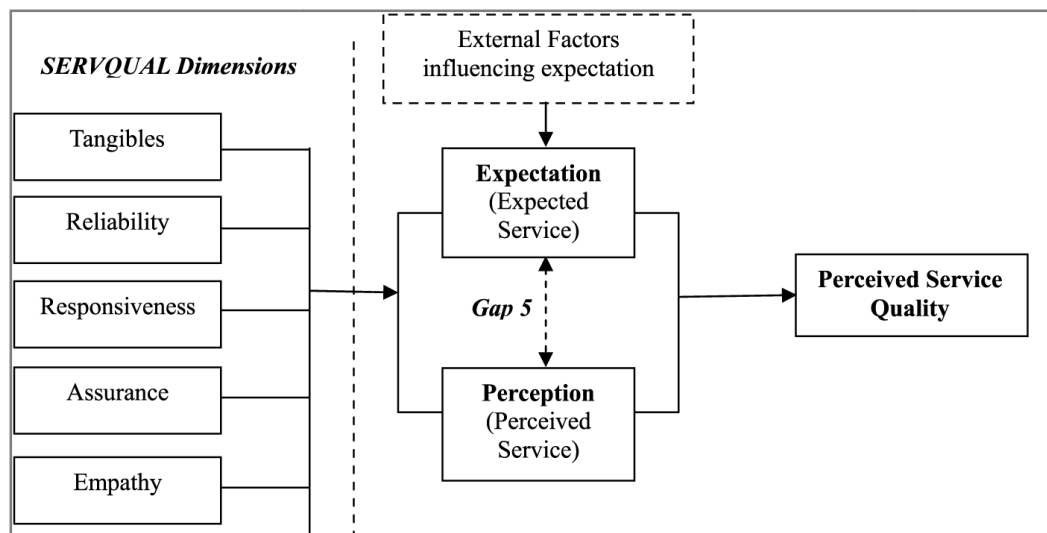 SERVQUAL Dimensions
Tangibles
Reliability
Responsiveness
Assurance
Empathy
External Factors
influencing expectation
Expectation
(Expected
Service)
Gap 5
Perception
(Perceived
Service)
Perceived Service
Quality